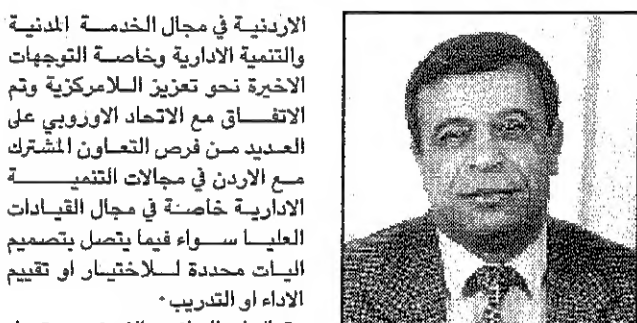 الاردنية في مجال الخدمة المدنية
والتنمية الادارية وخاصة التوجهات
الاخيرة نحو تعزيز اللامركزية وتم
الاتفاق مع الاتحاد الاوروبي على
العديد من فرص التعاون المشترك
مع الاردن في مجالات التنمية
الادارية خاصة في مجال القيادات
العليا سواء فيما يتصل بتصميم
اليات محددة للاختيار او تقييم
الاداء او التدريب٠